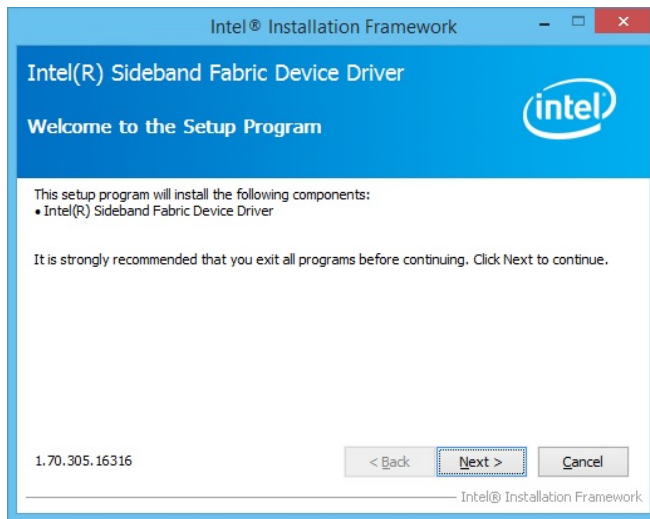 Intel® Installation Framework
Intel(R) Sideband Fabric Device Driver
intel
Welcome to the Setup Program
This setup program will install the following components:
• Intel(R) Sideband Fabric Device Driver
It is strongly recommended that you exit all programs before continuing. Click Next to continue.
1.70.305.16316
< Back Next > Cancel
Intel® Installation Framework